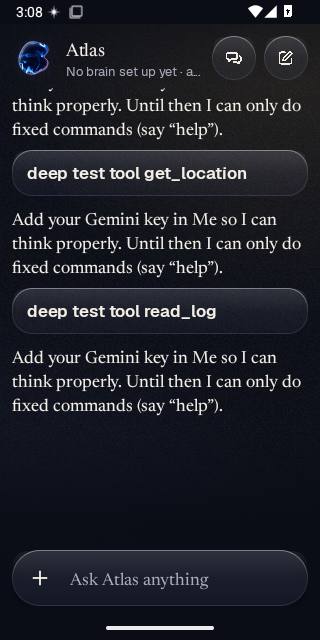 3:08
Atlas
No brain set up yet · a...
think properly. Until then I can only do
fixed commands (say “help”).
deep test tool get_location
Add your Gemini key in Me so I can
think properly. Until then I can only do
fixed commands (say “help”).
deep test tool read_log
Add your Gemini key in Me so I can
think properly. Until then I can only do
fixed commands (say “help”).
Ask Atlas anything